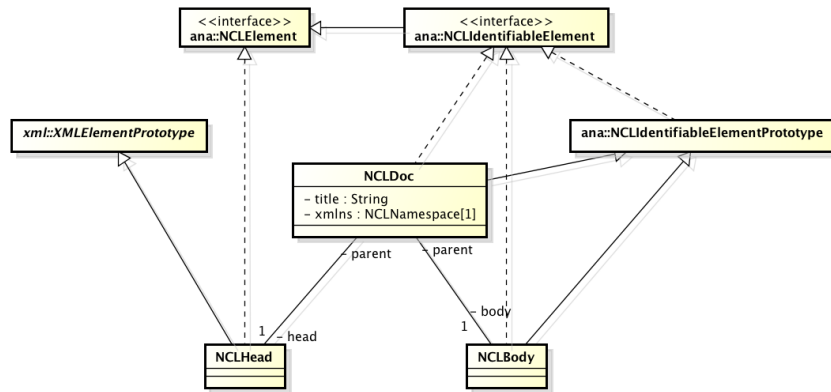 <<interface>>
ana::NCLElement
<<interface>>
ana::NCLIdentifiableElement
xml::XMLElementPrototype
ana::NCLIdentifiableElementPrototype
NCLDoc
– title : String
– xmlns : NCLNamespace[1]
– parent
– parent
– body
1
– head
1
NCLHead
NCLBody